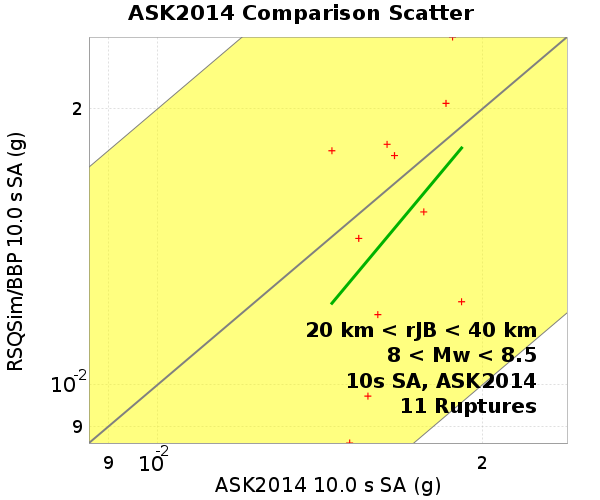 ASK2014 Comparison Scatter
RSQSim/BBP 10.0 s SA (g)
2
10-2
9
20 km < rJB < 40 km
8 < Mw < 8.5
10s SA, ASK2014
11 Ruptures
9
10-2
2
ASK2014 10.0 s SA (g)